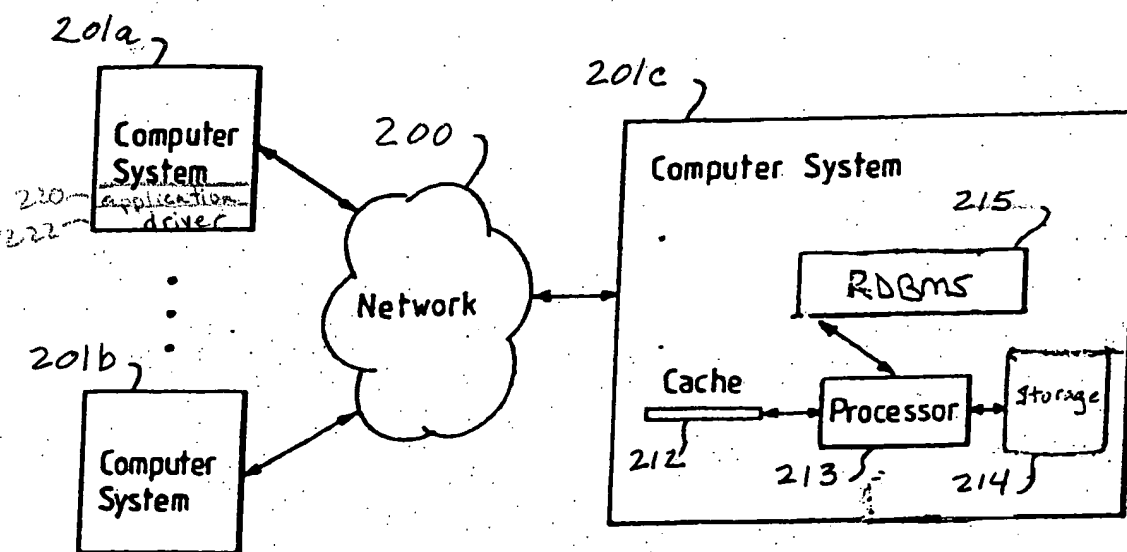 201a
Computer
System
220
application
222
driver
201b
Computer
System
200
Network
201c
Computer System
215
RDBMS
Cache
212
Processor
213
Storage
214